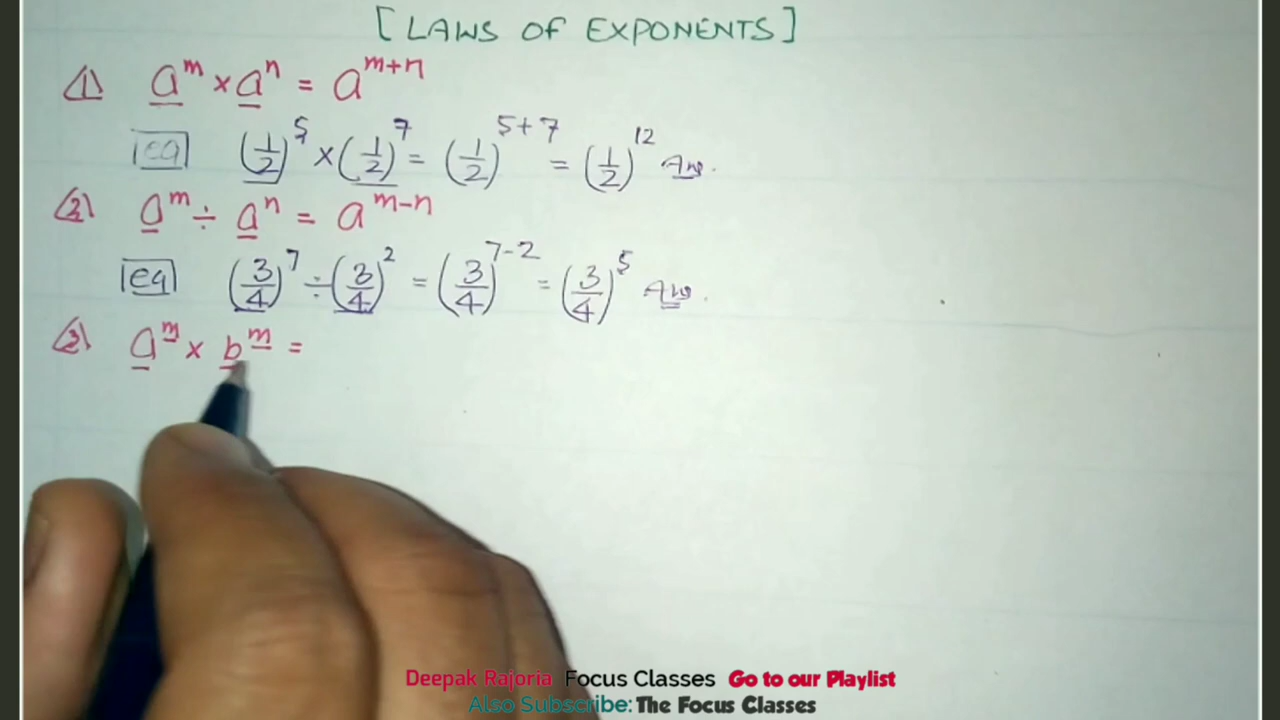 [LAWS OF EXPONENTS]
(1) a^m × a^n = a^(m+n)
eg (1/2)^5 × (1/2)^7 = (1/2)^(5+7) = (1/2)^12 Ans.
(2) a^m ÷ a^n = a^(m-n)
eg (3/4)^7 ÷ (3/4)^2 = (3/4)^(7-2) = (3/4)^5 Ans.
(3) a^m × b^m =
Deepak Rajoria Focus Classes Go to our Playlist
Also Subscribe: The Focus Classes